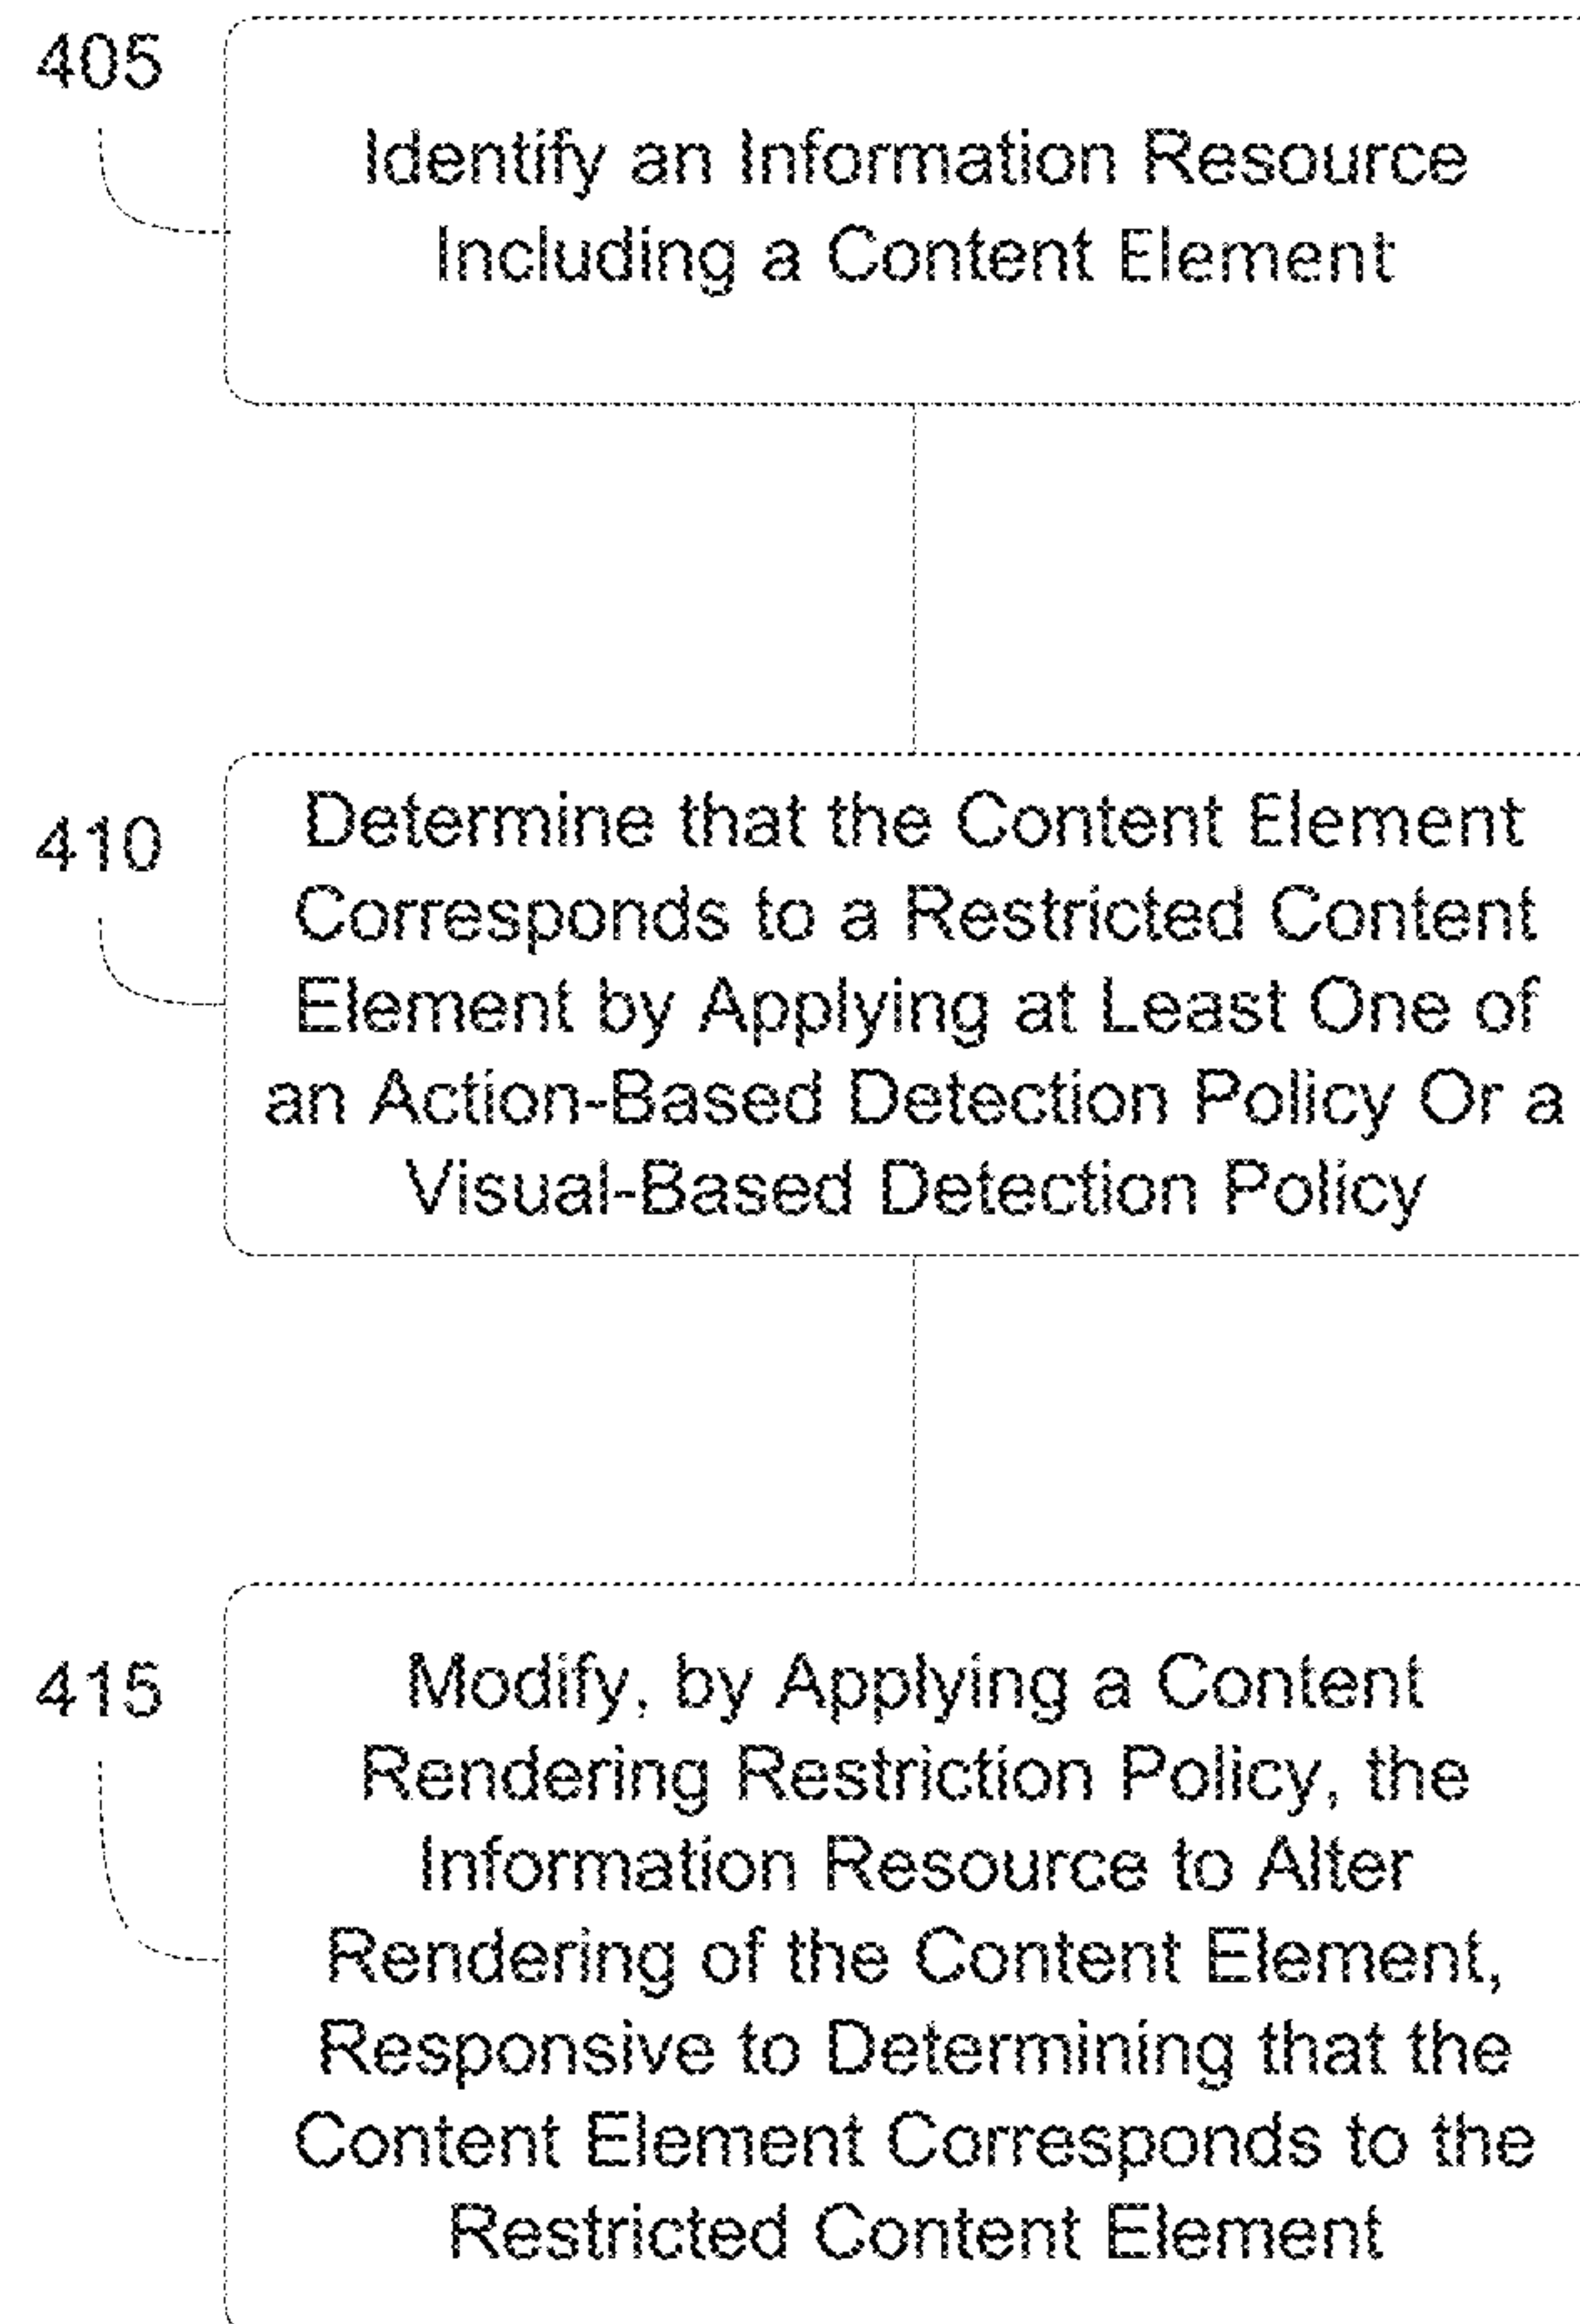 405
Identify an Information Resource
Including a Content Element
410
Determine that the Content Element
Corresponds to a Restricted Content
Element by Applying at Least One of
an Action-Based Detection Policy Or a
Visual-Based Detection Policy
415
Modify, by Applying a Content
Rendering Restriction Policy, the
Information Resource to Alter
Rendering of the Content Element,
Responsive to Determining that the
Content Element Corresponds to the
Restricted Content Element